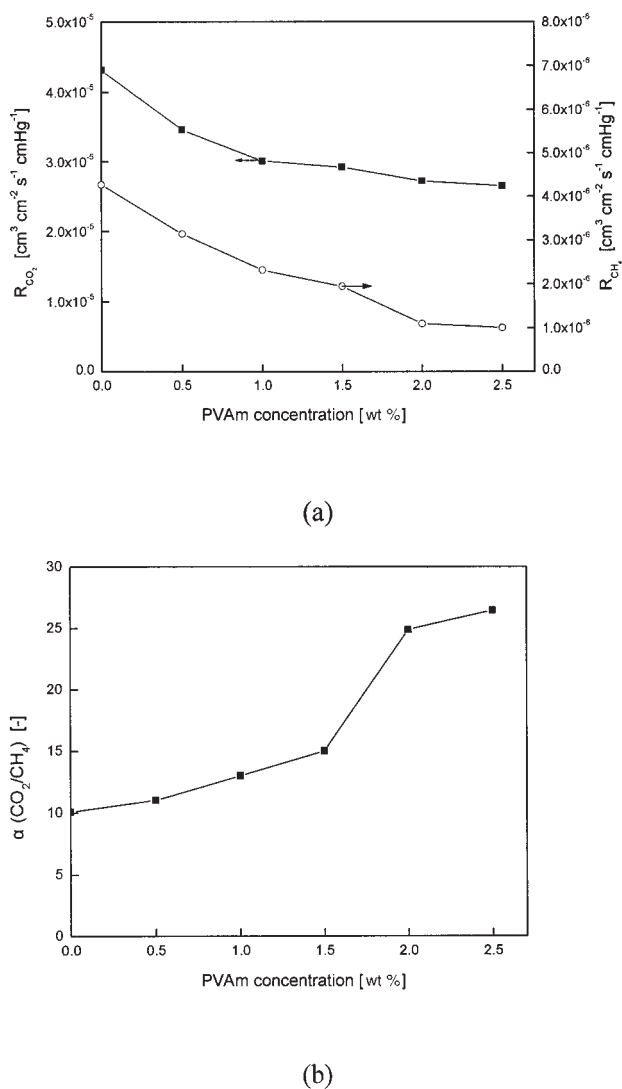 5.0x10⁻⁵
4.0x10⁻⁵
3.0x10⁻⁵
2.0x10⁻⁵
1.0x10⁻⁵
0.0
R_CO₂ [cm³ cm⁻² s⁻¹ cmHg⁻¹]
8.0x10⁻⁶
7.0x10⁻⁶
6.0x10⁻⁶
5.0x10⁻⁶
4.0x10⁻⁶
3.0x10⁻⁶
2.0x10⁻⁶
1.0x10⁻⁶
0.0
R_CH₄ [cm³ cm⁻² s⁻¹ cmHg⁻¹]
0.0 0.5 1.0 1.5 2.0 2.5
PVAm concentration [wt %]
(a)
30
25
20
15
10
5
0
α (CO₂/CH₄) [-]
0.0 0.5 1.0 1.5 2.0 2.5
PVAm concentration [wt %]
(b)